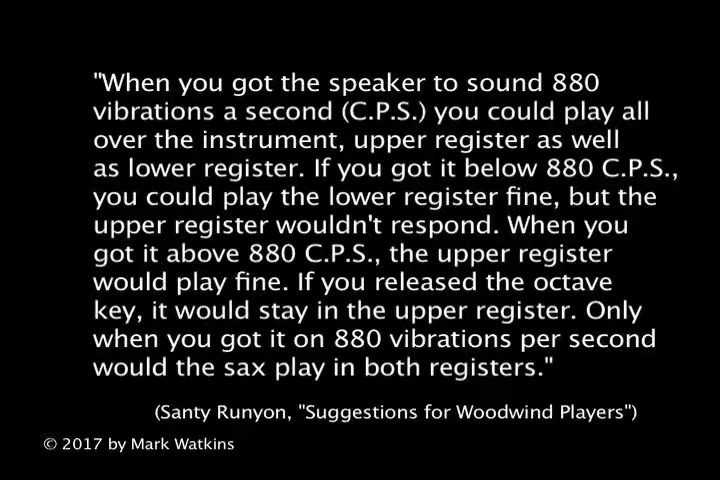 "When you got the speaker to sound 880
vibrations a second (C.P.S.) you could play all
over the instrument, upper register as well
as lower register. If you got it below 880 C.P.S.,
you could play the lower register fine, but the
upper register wouldn't respond. When you
got it above 880 C.P.S., the upper register
would play fine. If you released the octave
key, it would stay in the upper register. Only
when you got it on 880 vibrations per second
would the sax play in both registers."
(Santy Runyon, "Suggestions for Woodwind Players")
© 2017 by Mark Watkins